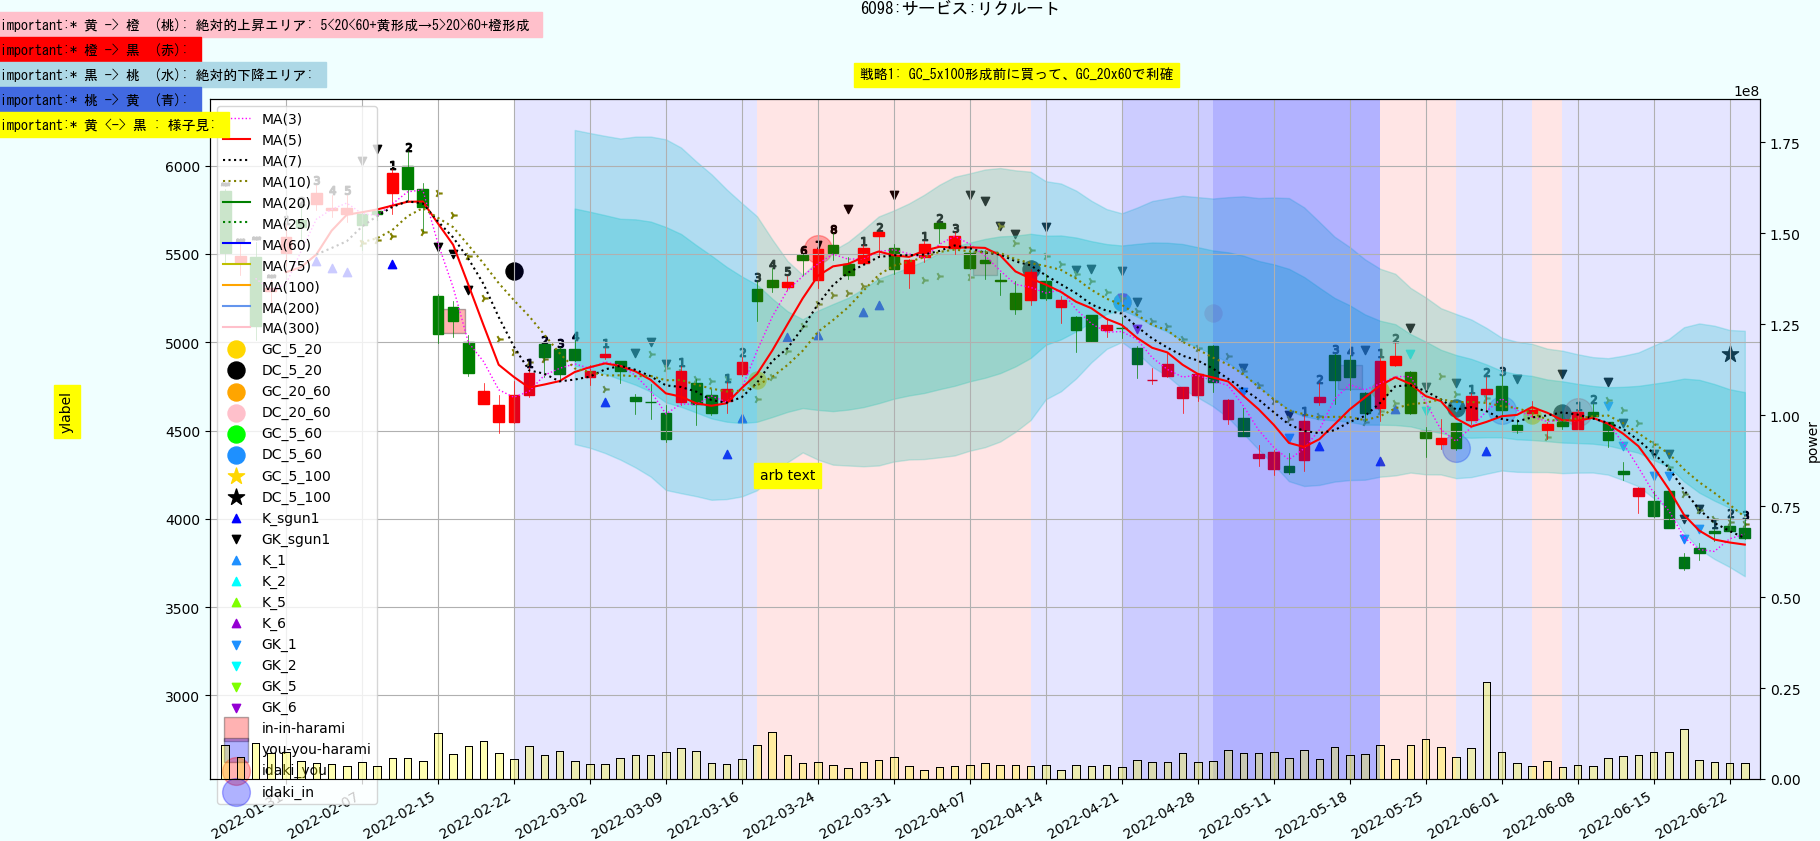 6098:サービス:リクルート
important:* 黄 -> 橙 (桃): 絶対的上昇エリア: 5<20<60+黄形成→5>20>60+橙形成
important:* 橙 -> 黒 (赤):
important:* 黒 -> 桃 (水): 絶対的下降エリア:
戦略1: GC_5x100形成前に買って、GC_20x60で利確
important:* 桃 -> 黄 (青):
important:* 黄 <-> 黒 : 様子見:
1e8
MA(3)
MA(5)
MA(7)
MA(10)
MA(20)
MA(25)
MA(60)
MA(75)
MA(100)
MA(200)
MA(300)
GC_5_20
DC_5_20
GC_20_60
DC_20_60
GC_5_60
DC_5_60
GC_5_100
DC_5_100
K_sgun1
GK_sgun1
K_1
K_2
K_5
K_6
GK_1
GK_2
GK_5
GK_6
in-in-harami
you-you-harami
idaki_you
idaki_in
6000
5500
5000
4500
4000
3500
3000
ylabel
arb text
1.75
1.50
1.25
1.00
0.75
0.50
0.25
0.00
power
2022-01-31
2022-02-07
2022-02-15
2022-02-22
2022-03-02
2022-03-09
2022-03-16
2022-03-24
2022-03-31
2022-04-07
2022-04-14
2022-04-21
2022-04-28
2022-05-11
2022-05-18
2022-05-25
2022-06-01
2022-06-08
2022-06-15
2022-06-22